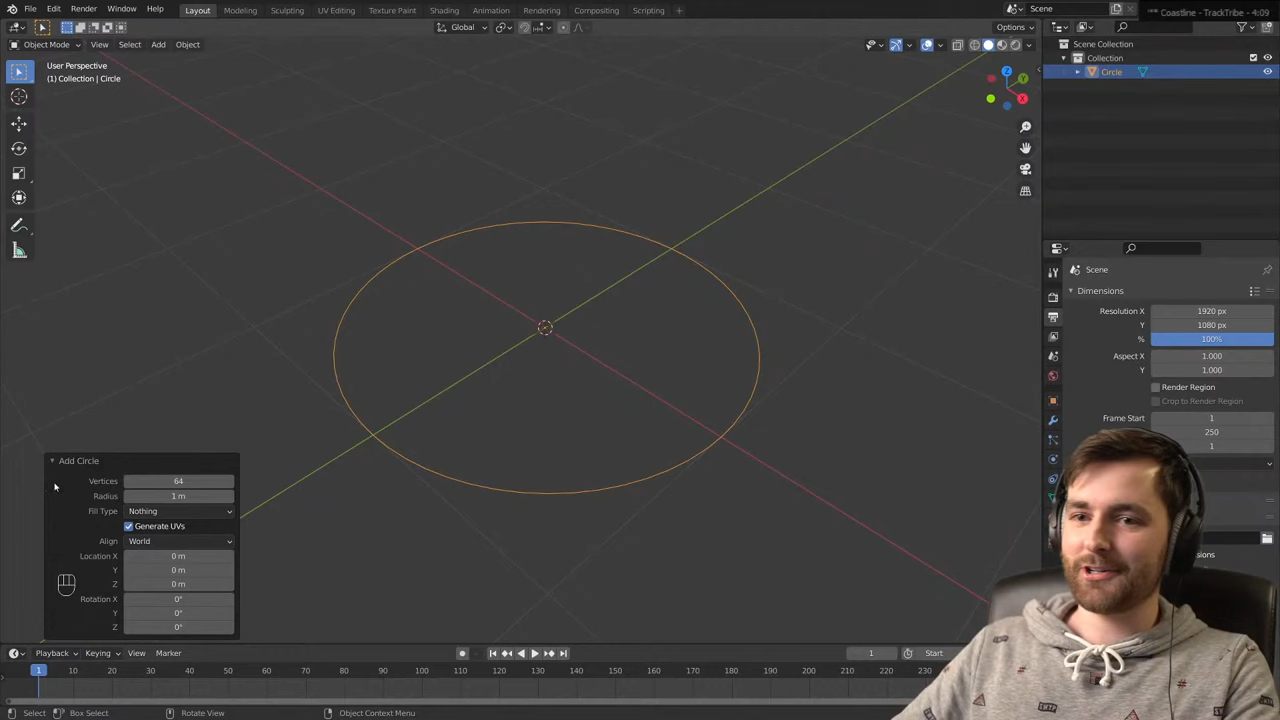 File Edit Render Window Help Layout Modeling Sculpting UV Editing Texture Paint Shading Animation Rendering Compositing Scripting + Scene Coastline - TrackTribe - 4:09
Global Options
Object Mode View Select Add Object
User Perspective
(1) Collection | Circle
Z
Y
X
Scene Collection
Collection
Circle
Scene
Dimensions
Resolution X 1920 px
Y 1080 px
% 100%
Aspect X 1.000
Y 1.000
Render Region
Crop to Render Region
Frame Start 1
250
1
Add Circle
Vertices 64
Radius 1 m
Fill Type Nothing
Generate UVs
Align World
Location X 0 m
Y 0 m
Z 0 m
Rotation X 0°
Y 0°
Z 0°
Playback Keying View Marker 1 Start
1 10 20 30 40 50 60 70 80 90 100 110 120 130 140 150 160 170 180 190 200 210 220 230
Select Box Select Rotate View Object Context Menu